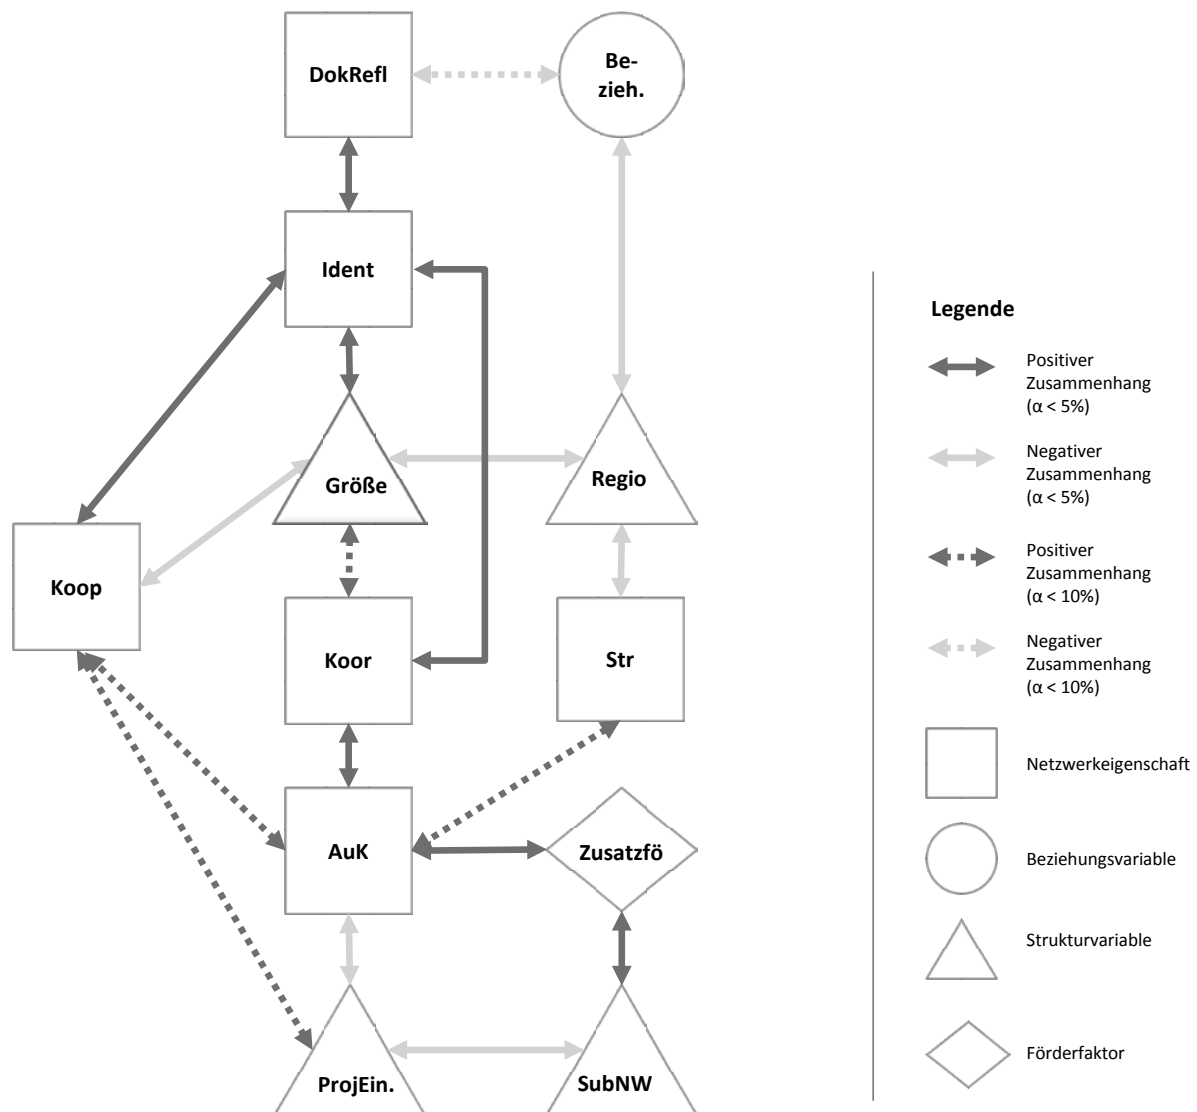 DokRefl
Be-
zieh.
Ident
Größe
Regio
Koop
Koor
Str
AuK
Zusatzfö
ProjEin.
SubNW
Legende
Positiver
Zusammenhang
(α < 5%)
Negativer
Zusammenhang
(α < 5%)
Positiver
Zusammenhang
(α < 10%)
Negativer
Zusammenhang
(α < 10%)
Netzwerkeigenschaft
Beziehungsvariable
Strukturvariable
Förderfaktor